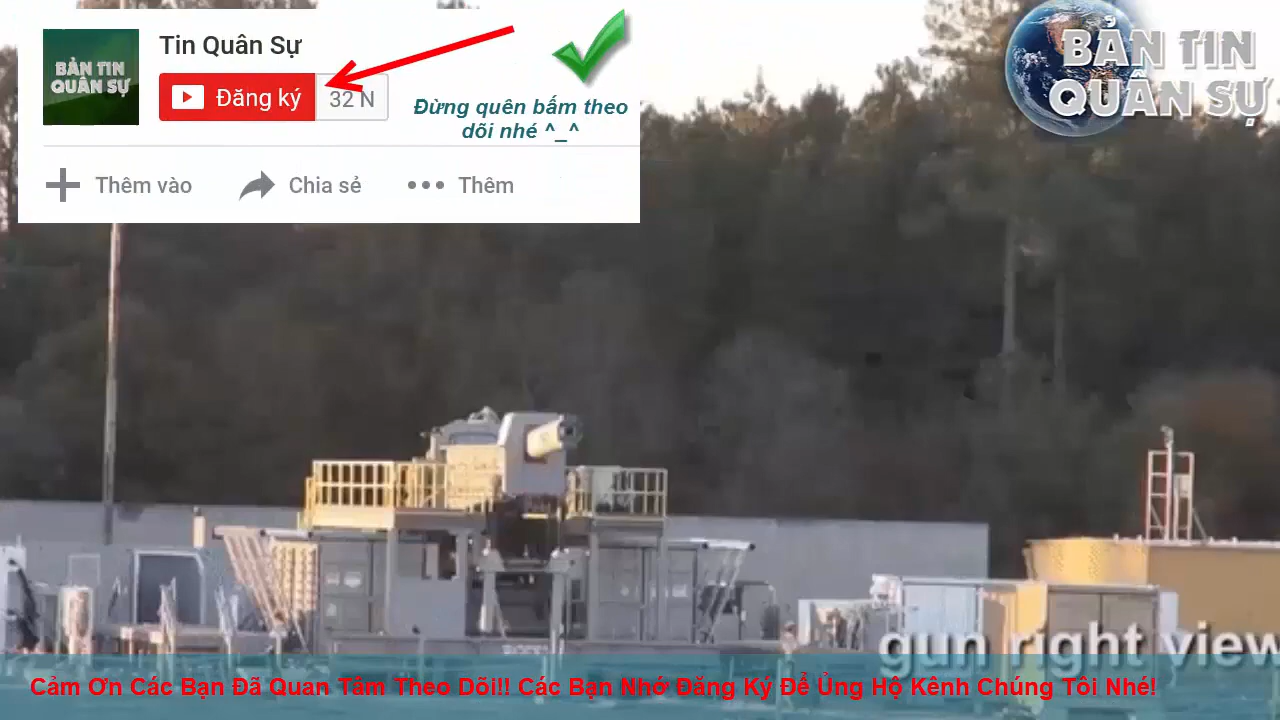 Tin Quân Sự
BẢN TIN
QUÂN SỰ
Đăng ký
32 N
Đừng quên bấm theo
dõi nhé ^_^
Thêm vào
Chia sẻ
Thêm
BẢN TIN
QUÂN SỰ
gun right view
Cảm Ơn Các Bạn Đã Quan Tâm Theo Dõi!! Các Bạn Nhớ Đăng Ký Để Ủng Hộ Kênh Chúng Tôi Nhé!